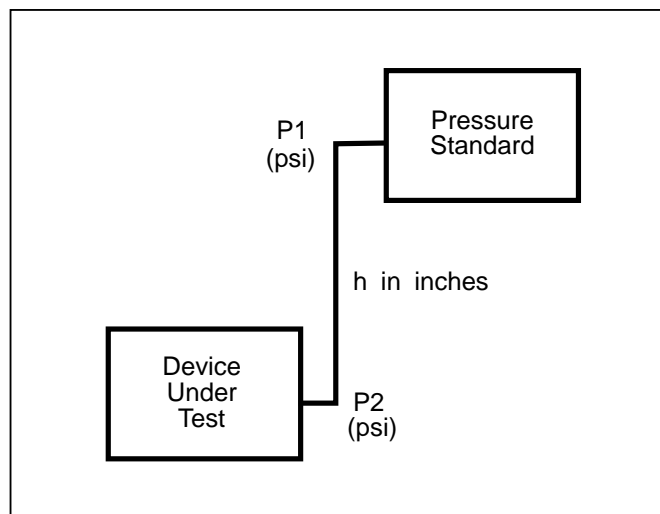 P1
(psi)
Pressure
Standard
h in inches
Device
Under
Test
P2
(psi)